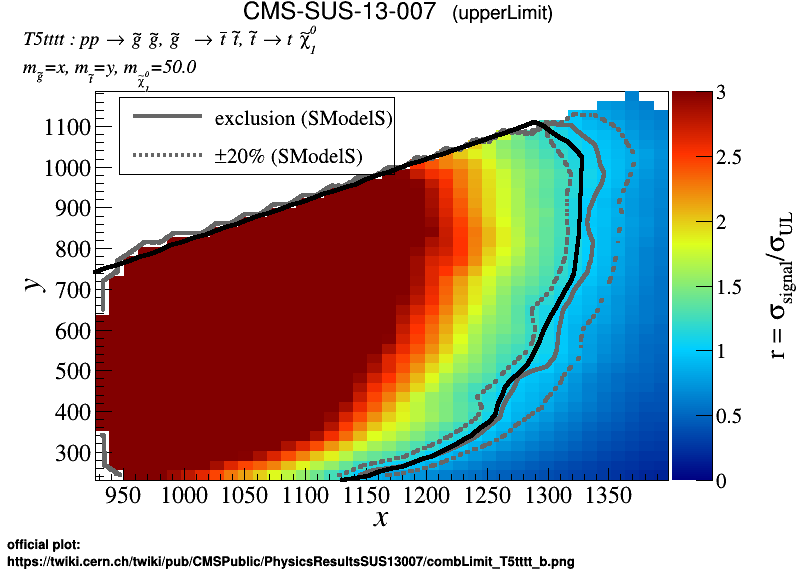 CMS-SUS-13-007 (upperLimit)
T5tttt : pp → g̃ g̃, g̃ → t̄ t̃, t̃ → t χ̃₁⁰
m_g̃=x, m_t̃=y, m_χ̃₁⁰=50.0
exclusion (SModelS)
±20% (SModelS)
1100
1000
900
800
700
600
500
400
300
y
950 1000 1050 1100 1150 1200 1250 1300 1350
x
3
2.5
2
1.5
1
0.5
0
r = σ_signal/σ_UL
official plot:
https://twiki.cern.ch/twiki/pub/CMSPublic/PhysicsResultsSUS13007/combLimit_T5tttt_b.png